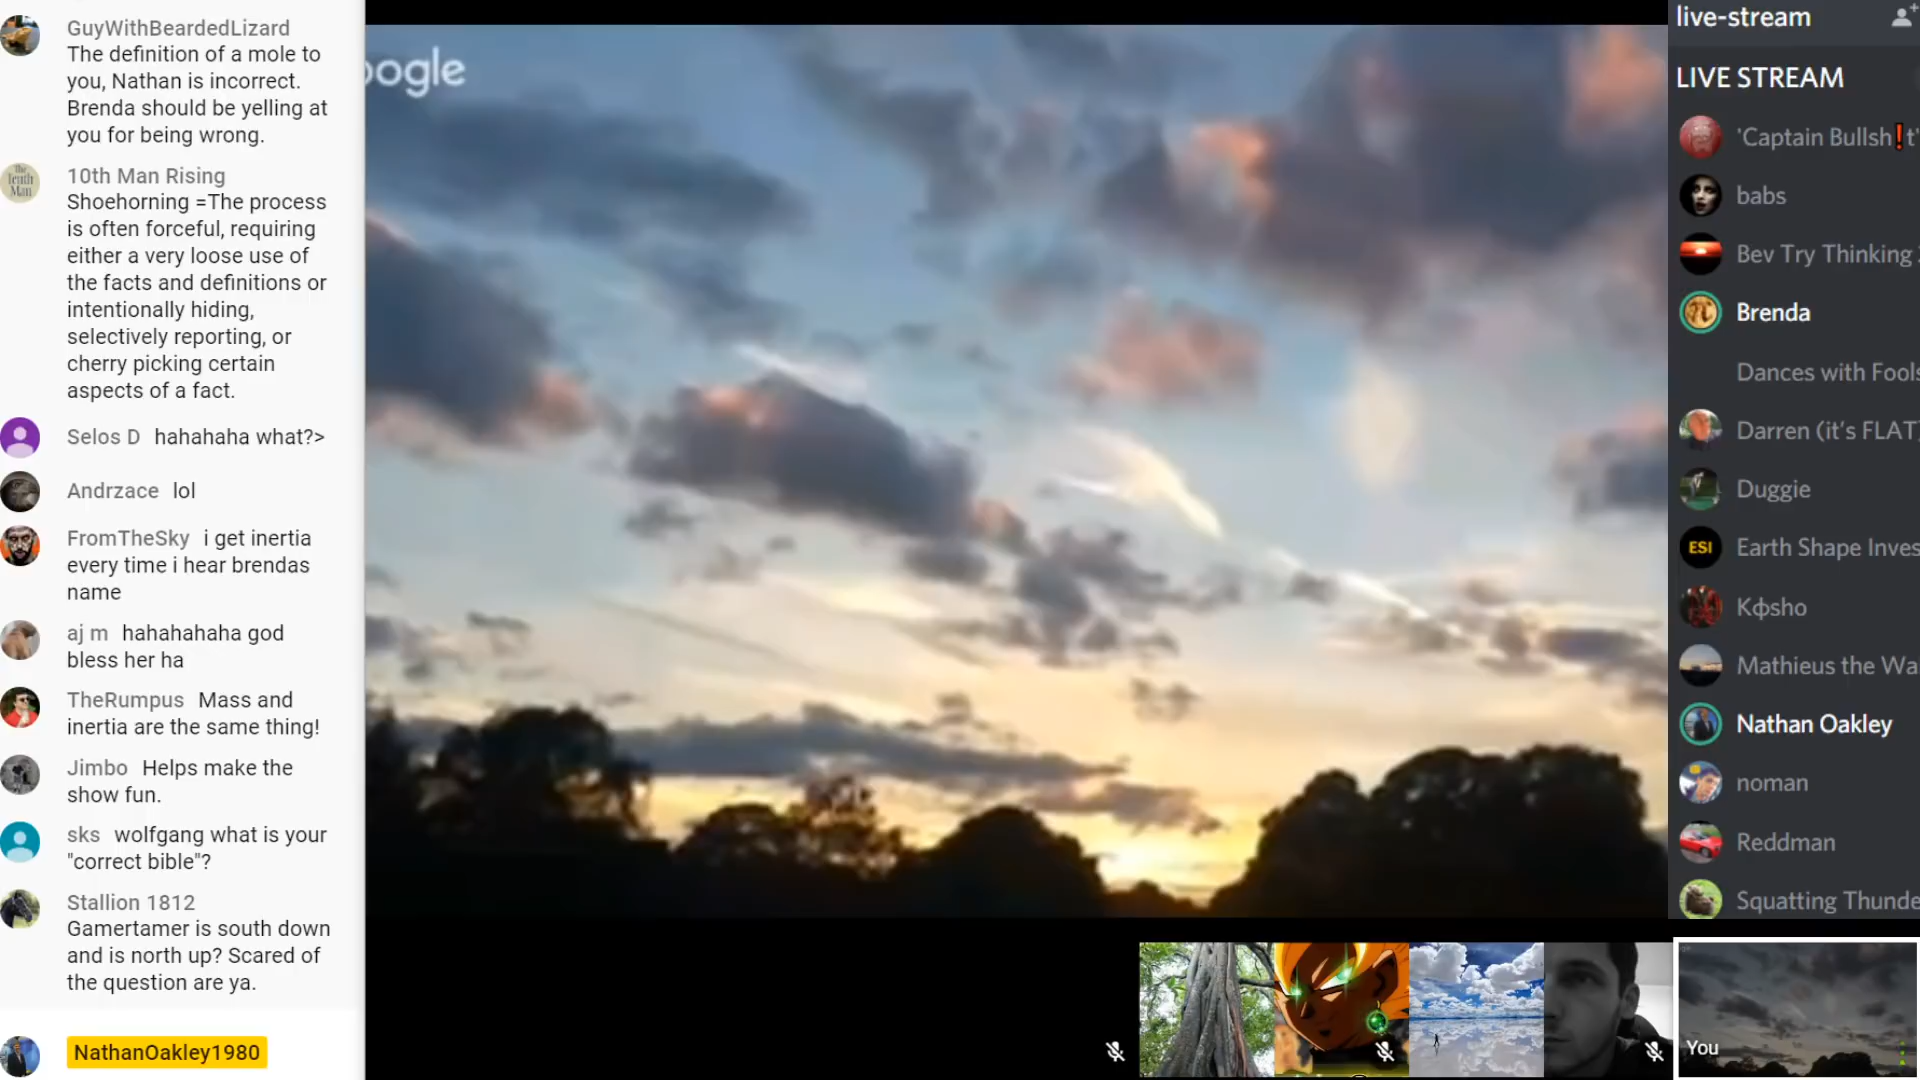 GuyWithBeardedLizard
The definition of a mole to
you, Nathan is incorrect.
Brenda should be yelling at
you for being wrong.
10th Man Rising
Shoehorning =The process
is often forceful, requiring
either a very loose use of
the facts and definitions or
intentionally hiding,
selectively reporting, or
cherry picking certain
aspects of a fact.
Selos D hahahaha what?>
Andrzace lol
FromTheSky i get inertia
every time i hear brendas
name
aj m hahahahaha god
bless her ha
TheRumpus Mass and
inertia are the same thing!
Jimbo Helps make the
show fun.
sks wolfgang what is your
"correct bible"?
Stallion 1812
Gamertamer is south down
and is north up? Scared of
the question are ya.
NathanOakley1980
The
Tenth
Man
oogle
live-stream
LIVE STREAM
'Captain Bullsh❗t'
babs
Bev Try Thinking
Brenda
Dances with Fools
Darren (it's FLAT)
Duggie
ESI Earth Shape Inves
Kфsho
Mathieus the Wa
Nathan Oakley
noman
Reddman
Squatting Thunde
You